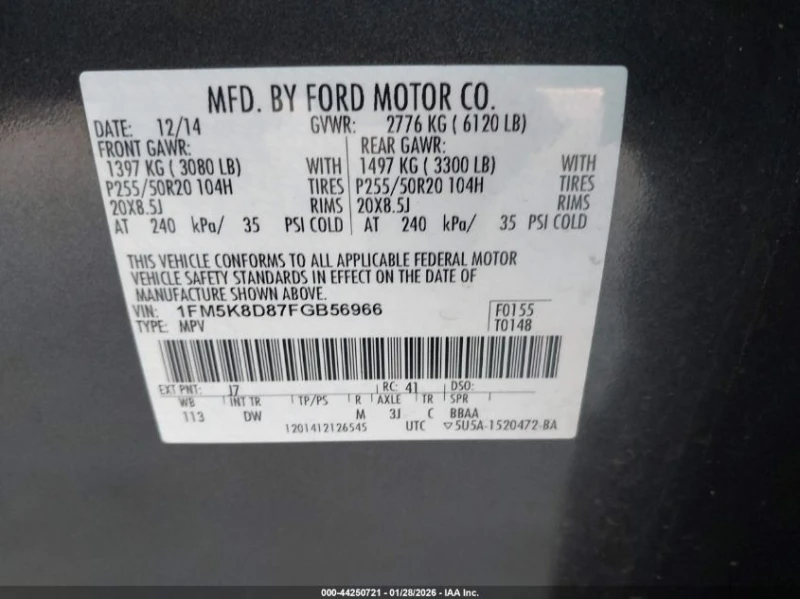 MFD. BY FORD MOTOR CO.
DATE: 12/14 GVWR: 2776 KG ( 6120 LB)
FRONT GAWR: REAR GAWR:
1397 KG ( 3080 LB) WITH 1497 KG ( 3300 LB) WITH
P255/50R20 104H TIRES P255/50R20 104H TIRES
20X8.5J RIMS 20X8.5J RIMS
AT 240 kPa/ 35 PSI COLD AT 240 kPa/ 35 PSI COLD
THIS VEHICLE CONFORMS TO ALL APPLICABLE FEDERAL MOTOR
VEHICLE SAFETY STANDARDS IN EFFECT ON THE DATE OF
MANUFACTURE SHOWN ABOVE.
VIN: 1FM5K8D87FGB56966 F0155
TYPE: MPV T0148
EXT PNT: J7 RC: 41 DSO:
WB INT TR TP/PS R AXLE TR SPR
113 DW M 3J C BBAA
1201412126545 UTC ▽5U5A-1520472-BA
000-44250721 | 01/28/2026 - IAA Inc.